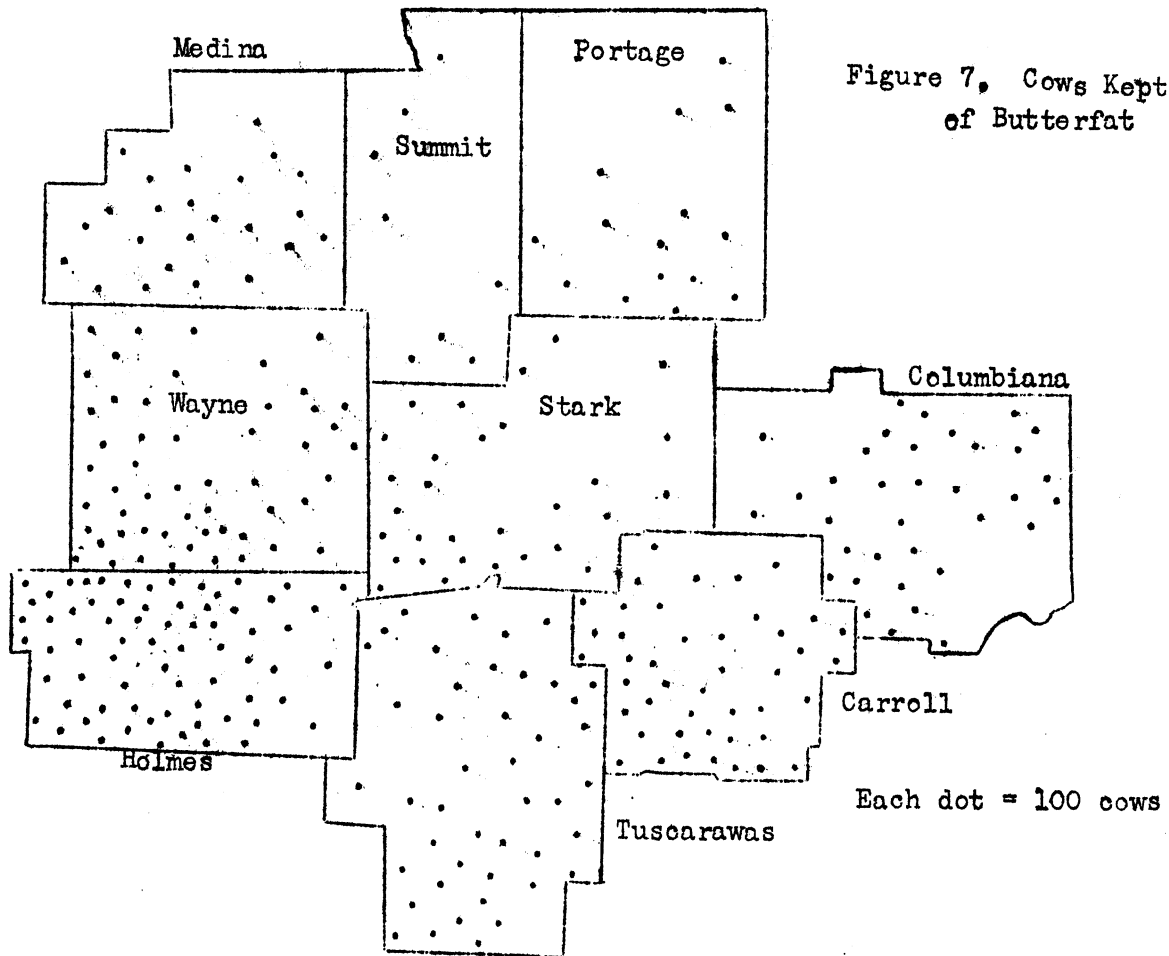 Medina
Portage
Figure 7. Cows Kept
of Butterfat
Summit
Columbiana
Wayne
Stark
Carroll
Holmes
Each dot = 100 cows
Tuscarawas